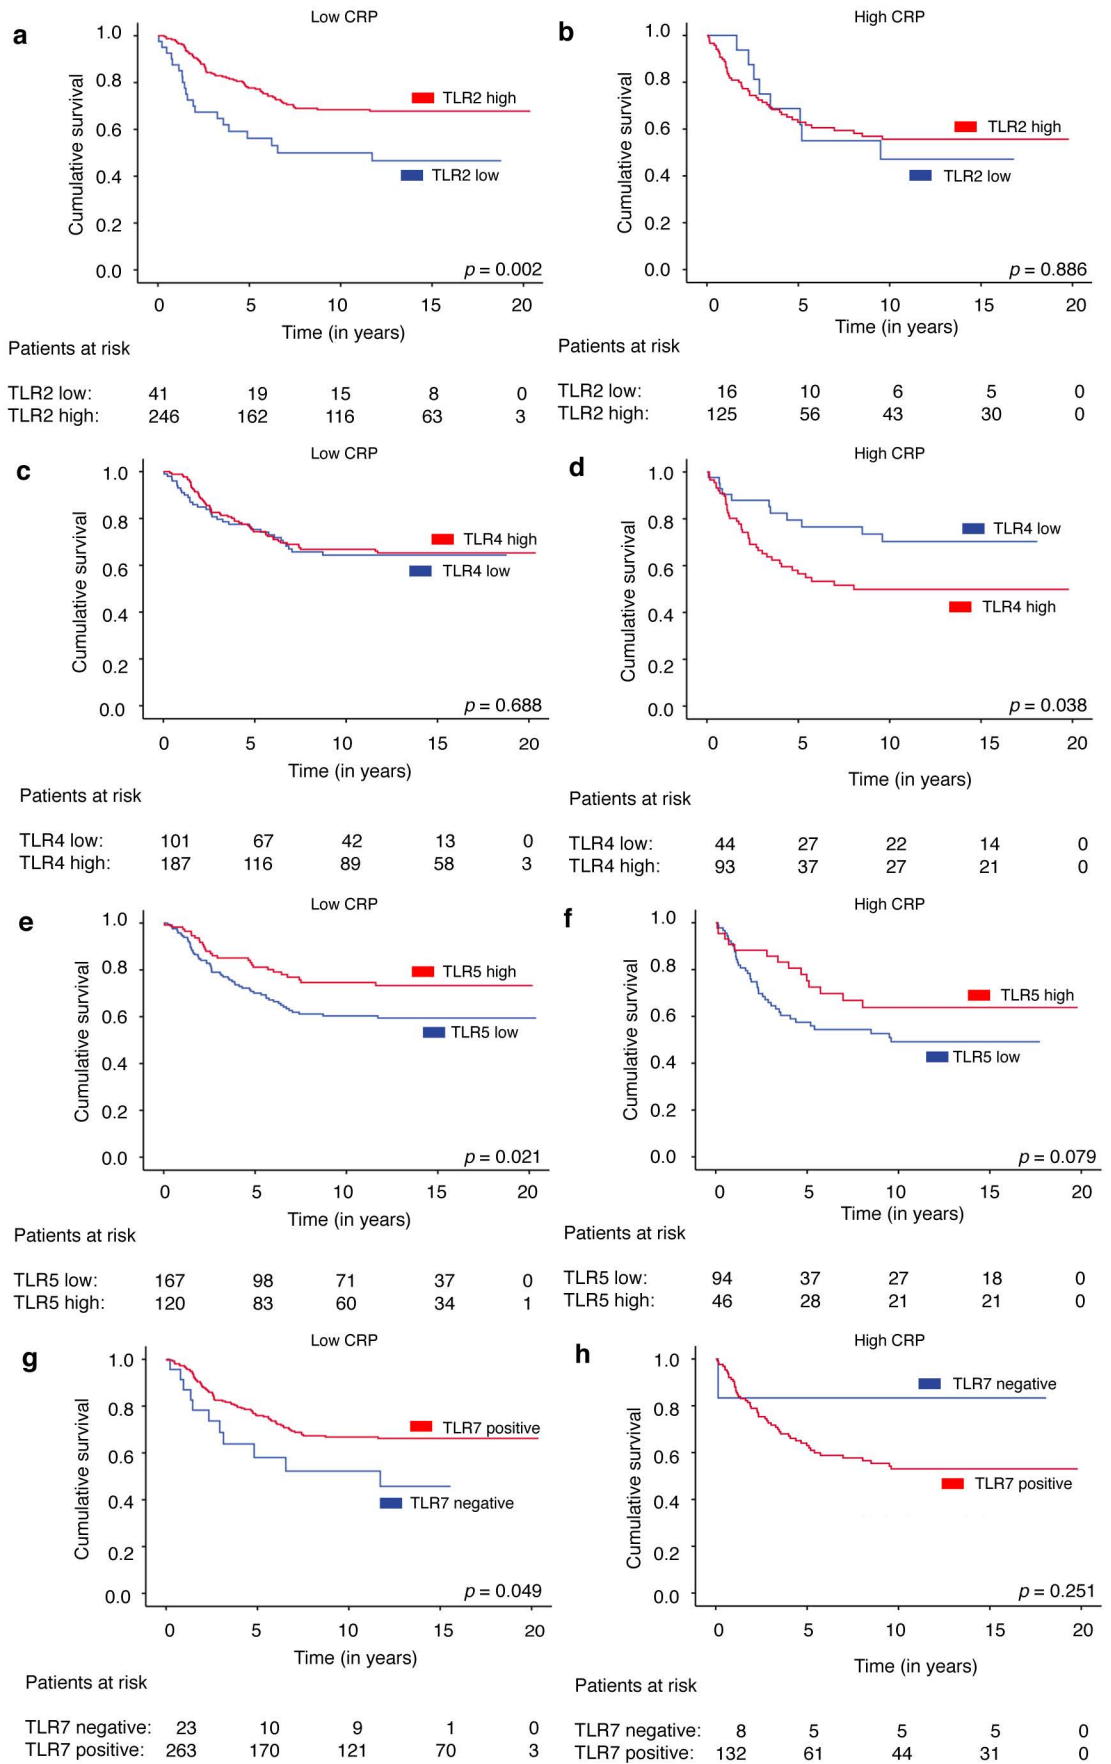 a
Low CRP
Cumulative survival
1.0
0.8
0.6
0.4
0.2
0.0
TLR2 high
TLR2 low
p = 0.002
0 5 10 15 20
Time (in years)
Patients at risk
TLR2 low: 41 19 15 8 0
TLR2 high: 246 162 116 63 3
b
High CRP
Cumulative survival
1.0
0.8
0.6
0.4
0.2
0.0
TLR2 high
TLR2 low
p = 0.886
0 5 10 15 20
Time (in years)
Patients at risk
TLR2 low: 16 10 6 5 0
TLR2 high: 125 56 43 30 0
c
Low CRP
Cumulative survival
1.0
0.8
0.6
0.4
0.2
0.0
TLR4 high
TLR4 low
p = 0.688
0 5 10 15 20
Time (in years)
Patients at risk
TLR4 low: 101 67 42 13 0
TLR4 high: 187 116 89 58 3
d
High CRP
Cumulative survival
1.0
0.8
0.6
0.4
0.2
0.0
TLR4 low
TLR4 high
p = 0.038
0 5 10 15 20
Time (in years)
Patients at risk
TLR4 low: 44 27 22 14 0
TLR4 high: 93 37 27 21 0
e
Low CRP
Cumulative survival
1.0
0.8
0.6
0.4
0.2
0.0
TLR5 high
TLR5 low
p = 0.021
0 5 10 15 20
Time (in years)
Patients at risk
TLR5 low: 167 98 71 37 0
TLR5 high: 120 83 60 34 1
f
High CRP
Cumulative survival
1.0
0.8
0.6
0.4
0.2
0.0
TLR5 high
TLR5 low
p = 0.079
0 5 10 15 20
Time (in years)
Patients at risk
TLR5 low: 94 37 27 18 0
TLR5 high: 46 28 21 21 0
g
Low CRP
Cumulative survival
1.0
0.8
0.6
0.4
0.2
0.0
TLR7 positive
TLR7 negative
p = 0.049
0 5 10 15 20
Time (in years)
Patients at risk
TLR7 negative: 23 10 9 1 0
TLR7 positive: 263 170 121 70 3
h
High CRP
Cumulative survival
1.0
0.8
0.6
0.4
0.2
0.0
TLR7 negative
TLR7 positive
p = 0.251
0 5 10 15 20
Time (in years)
Patients at risk
TLR7 negative: 8 5 5 5 0
TLR7 positive: 132 61 44 31 0